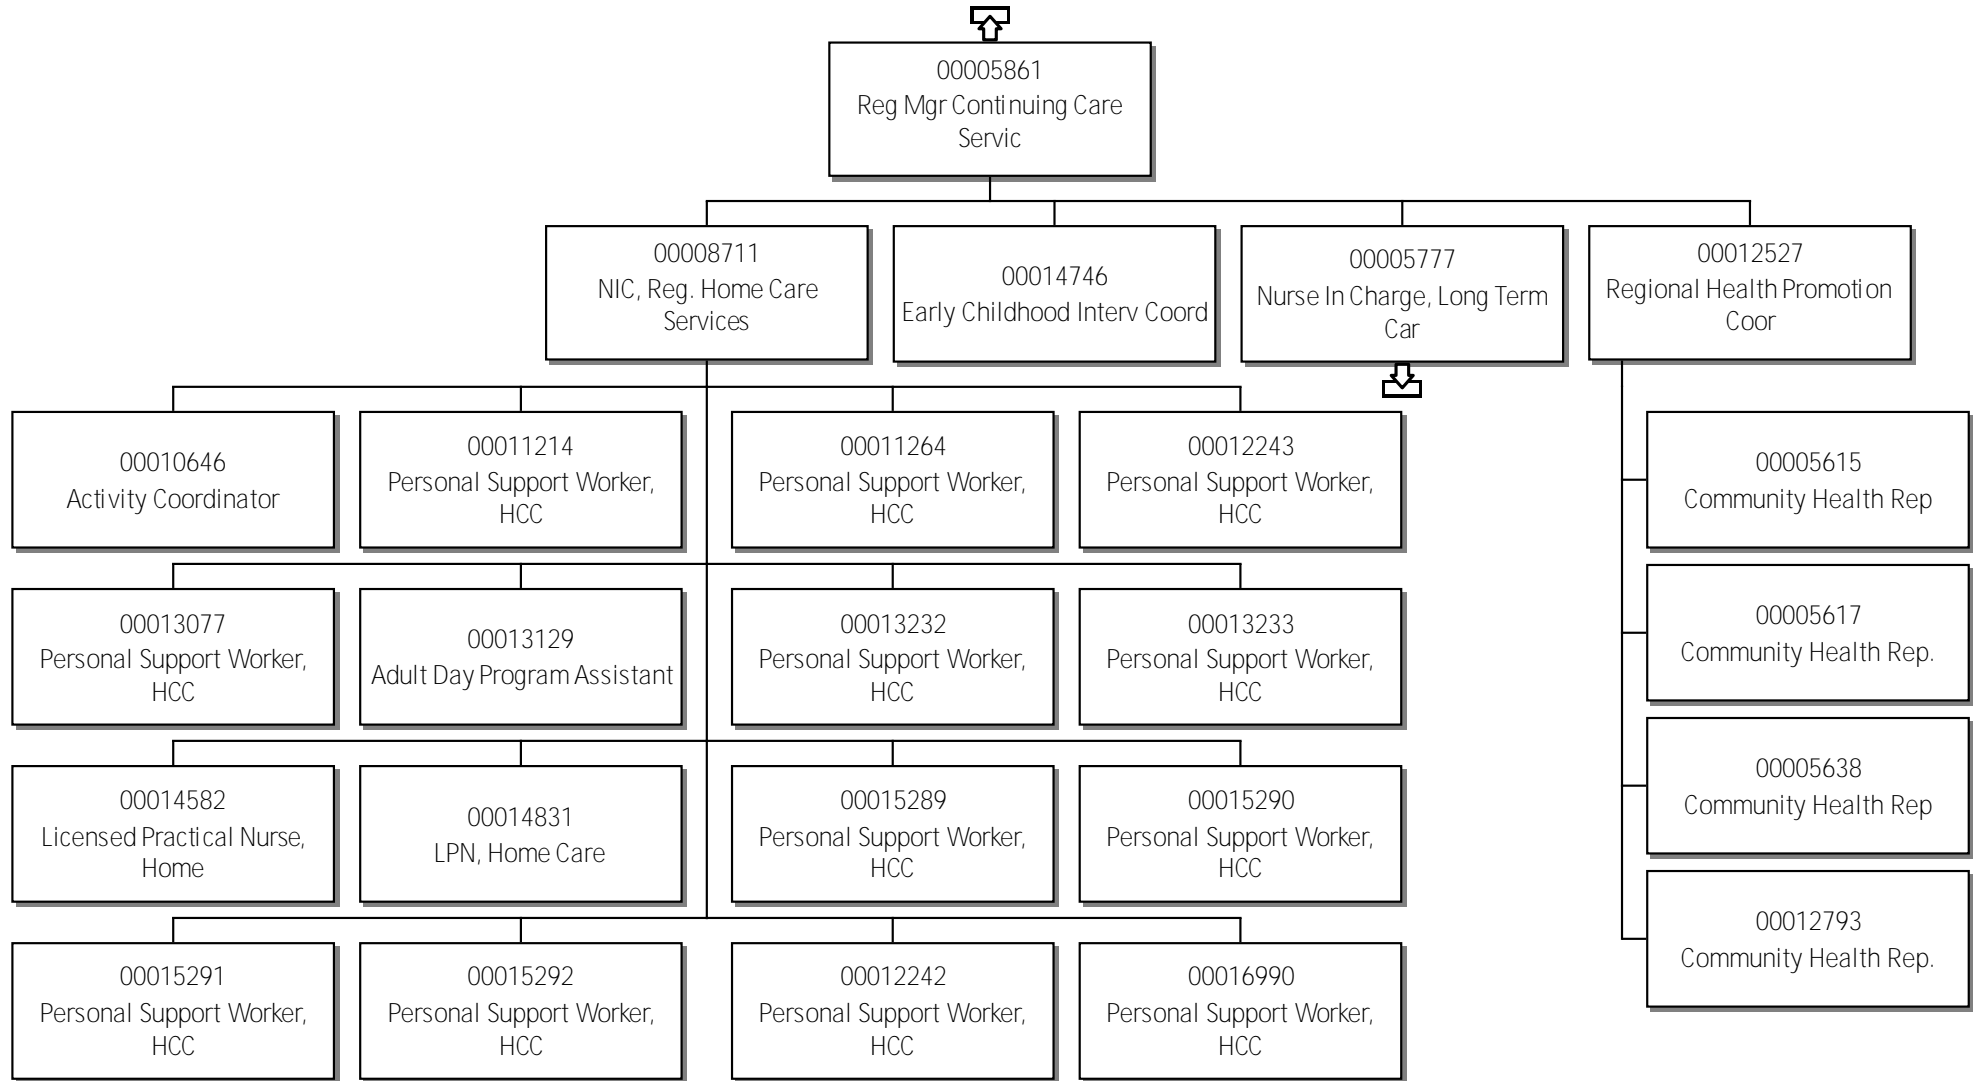 00005861
Reg Mgr Continuing Care
Servic
00008711
NIC, Reg. Home Care
Services
00014746
Early Childhood Interv Coord
00005777
Nurse In Charge, Long Term
Car
00012527
Regional Health Promotion
Coor
00010646
Activity Coordinator
00011214
Personal Support Worker,
HCC
00011264
Personal Support Worker,
HCC
00012243
Personal Support Worker,
HCC
00013077
Personal Support Worker,
HCC
00013129
Adult Day Program Assistant
00013232
Personal Support Worker,
HCC
00013233
Personal Support Worker,
HCC
00014582
Licensed Practical Nurse,
Home
00014831
LPN, Home Care
00015289
Personal Support Worker,
HCC
00015290
Personal Support Worker,
HCC
00015291
Personal Support Worker,
HCC
00015292
Personal Support Worker,
HCC
00012242
Personal Support Worker,
HCC
00016990
Personal Support Worker,
HCC
00005615
Community Health Rep
00005617
Community Health Rep.
00005638
Community Health Rep
00012793
Community Health Rep.